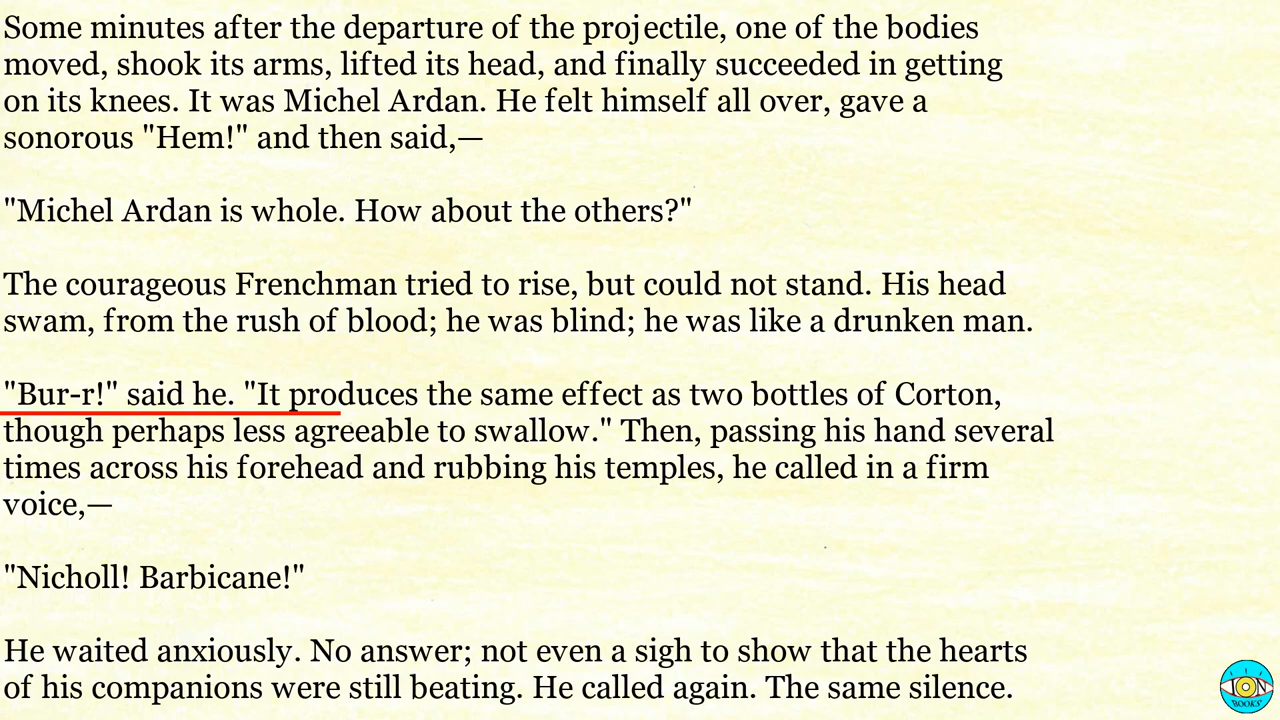 Some minutes after the departure of the projectile, one of the bodies
moved, shook its arms, lifted its head, and finally succeeded in getting
on its knees. It was Michel Ardan. He felt himself all over, gave a
sonorous "Hem!" and then said,—
"Michel Ardan is whole. How about the others?"
The courageous Frenchman tried to rise, but could not stand. His head
swam, from the rush of blood; he was blind; he was like a drunken man.
"Bur-r!" said he. "It produces the same effect as two bottles of Corton,
though perhaps less agreeable to swallow." Then, passing his hand several
times across his forehead and rubbing his temples, he called in a firm
voice,—
"Nicholl! Barbicane!"
He waited anxiously. No answer; not even a sigh to show that the hearts
of his companions were still beating. He called again. The same silence.
ION
BOOKS